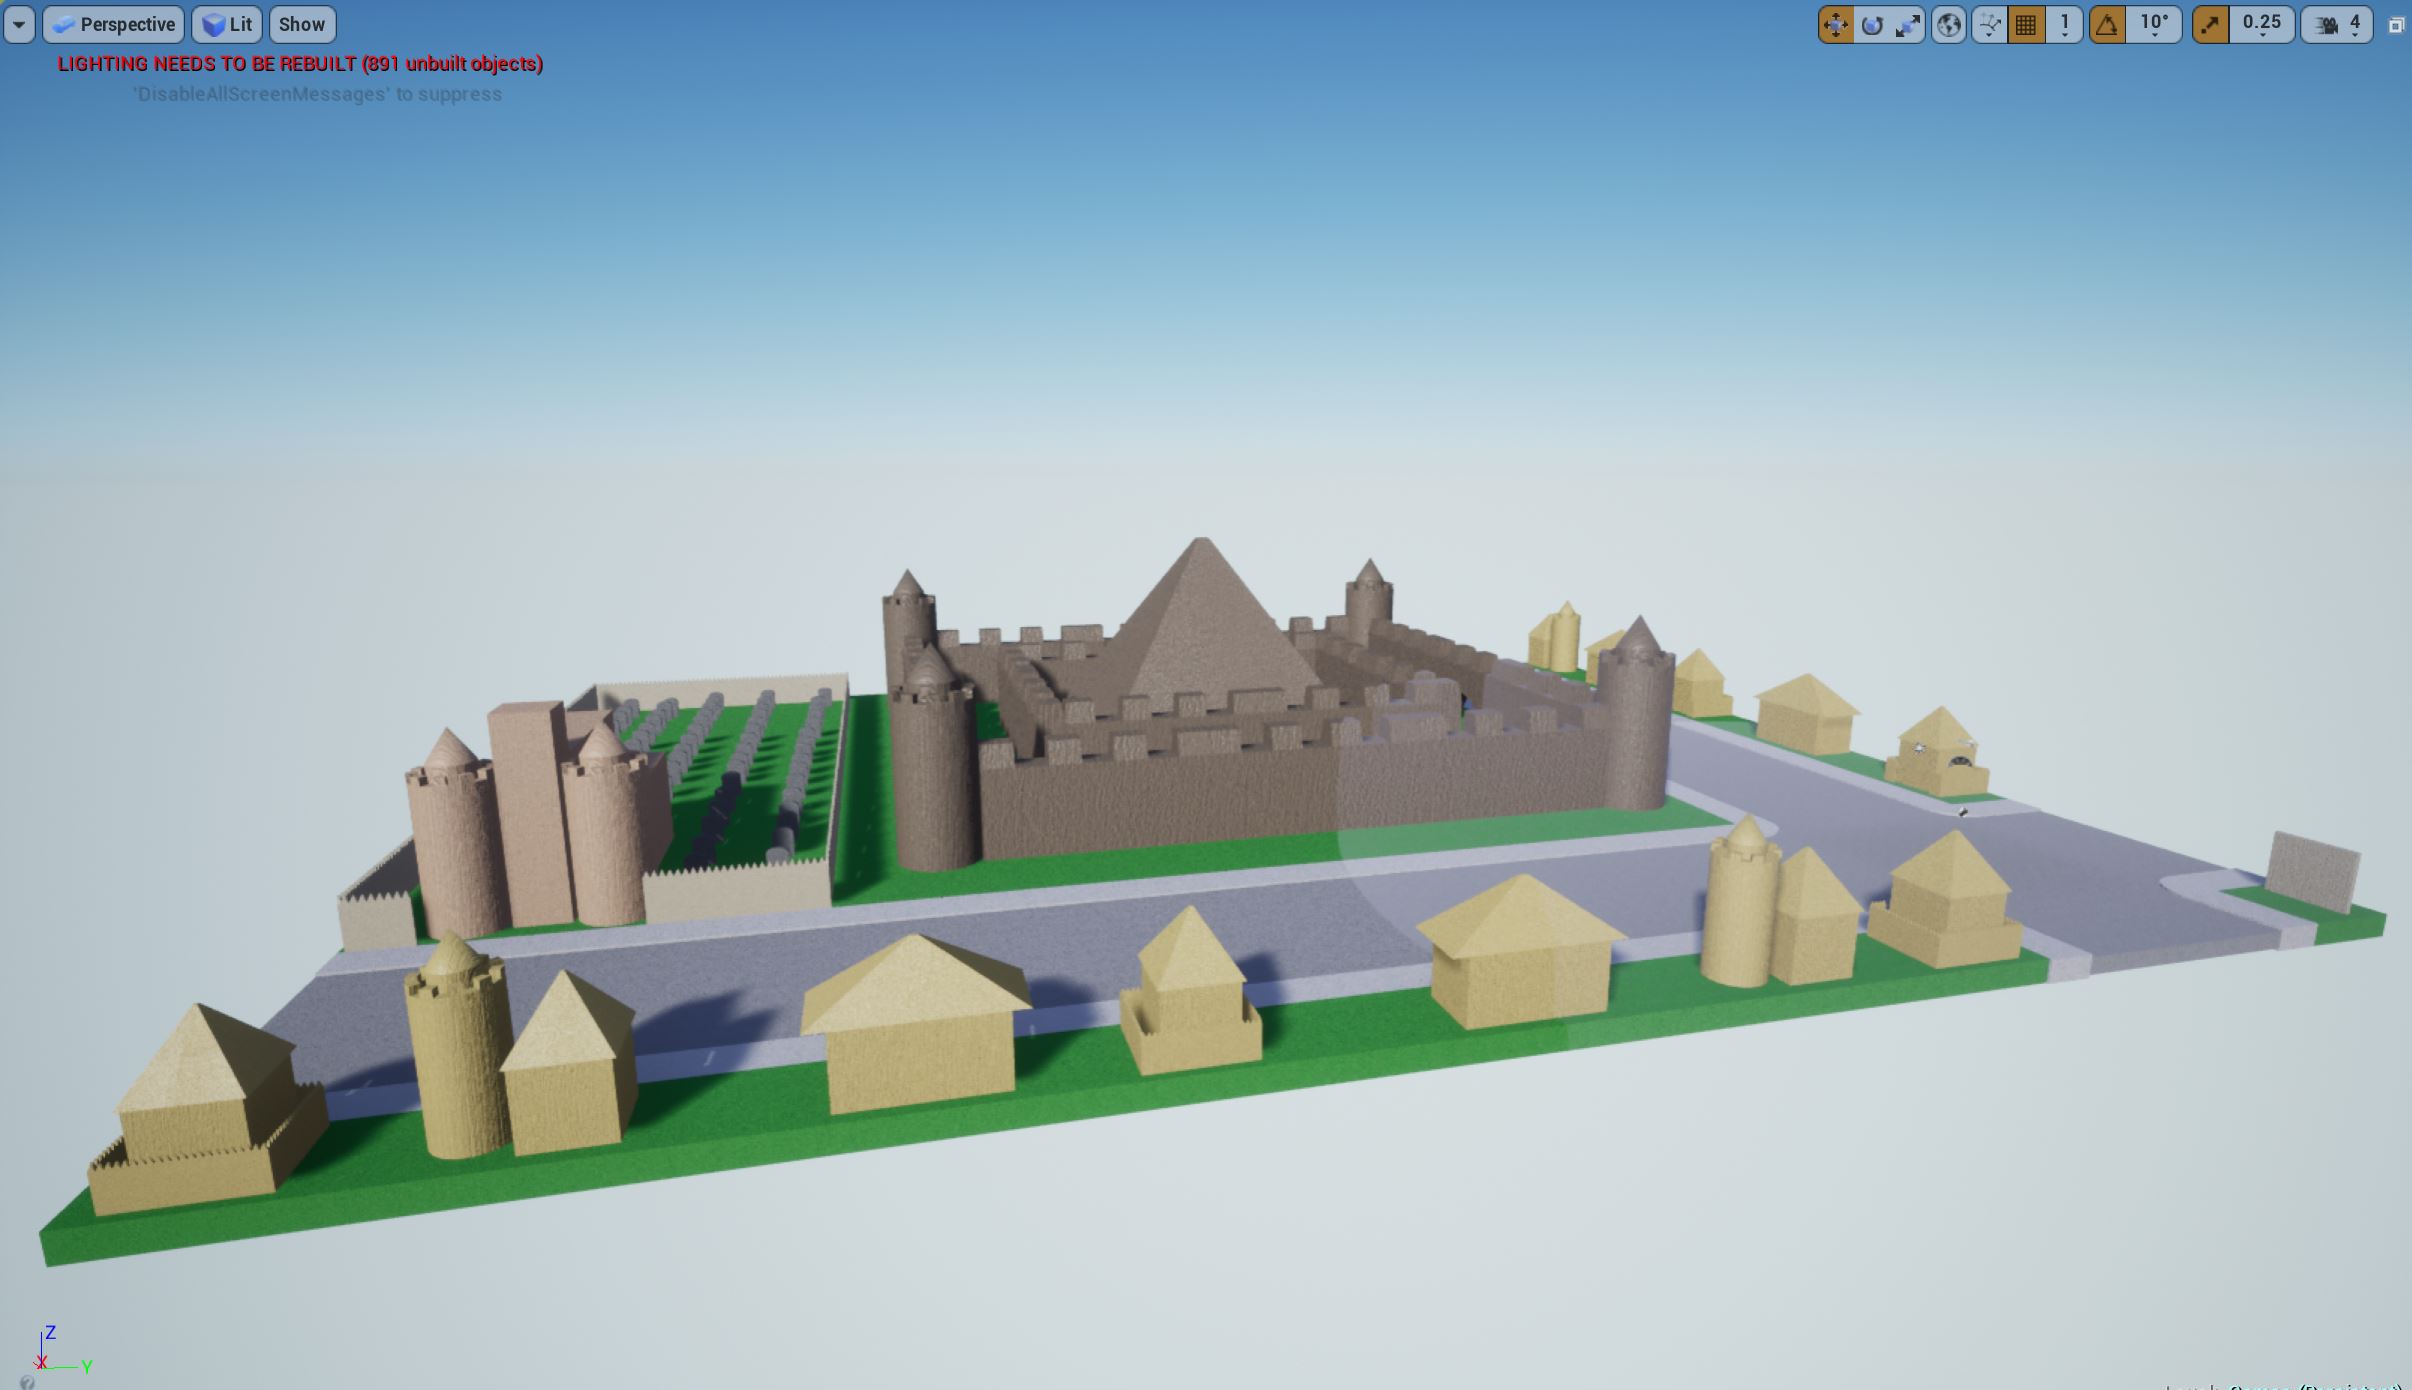 Perspective Lit Show 1 10° 0.25 4
LIGHTING NEEDS TO BE REBUILT (891 unbuilt objects)
'DisableAllScreenMessages' to suppress
Z
X Y